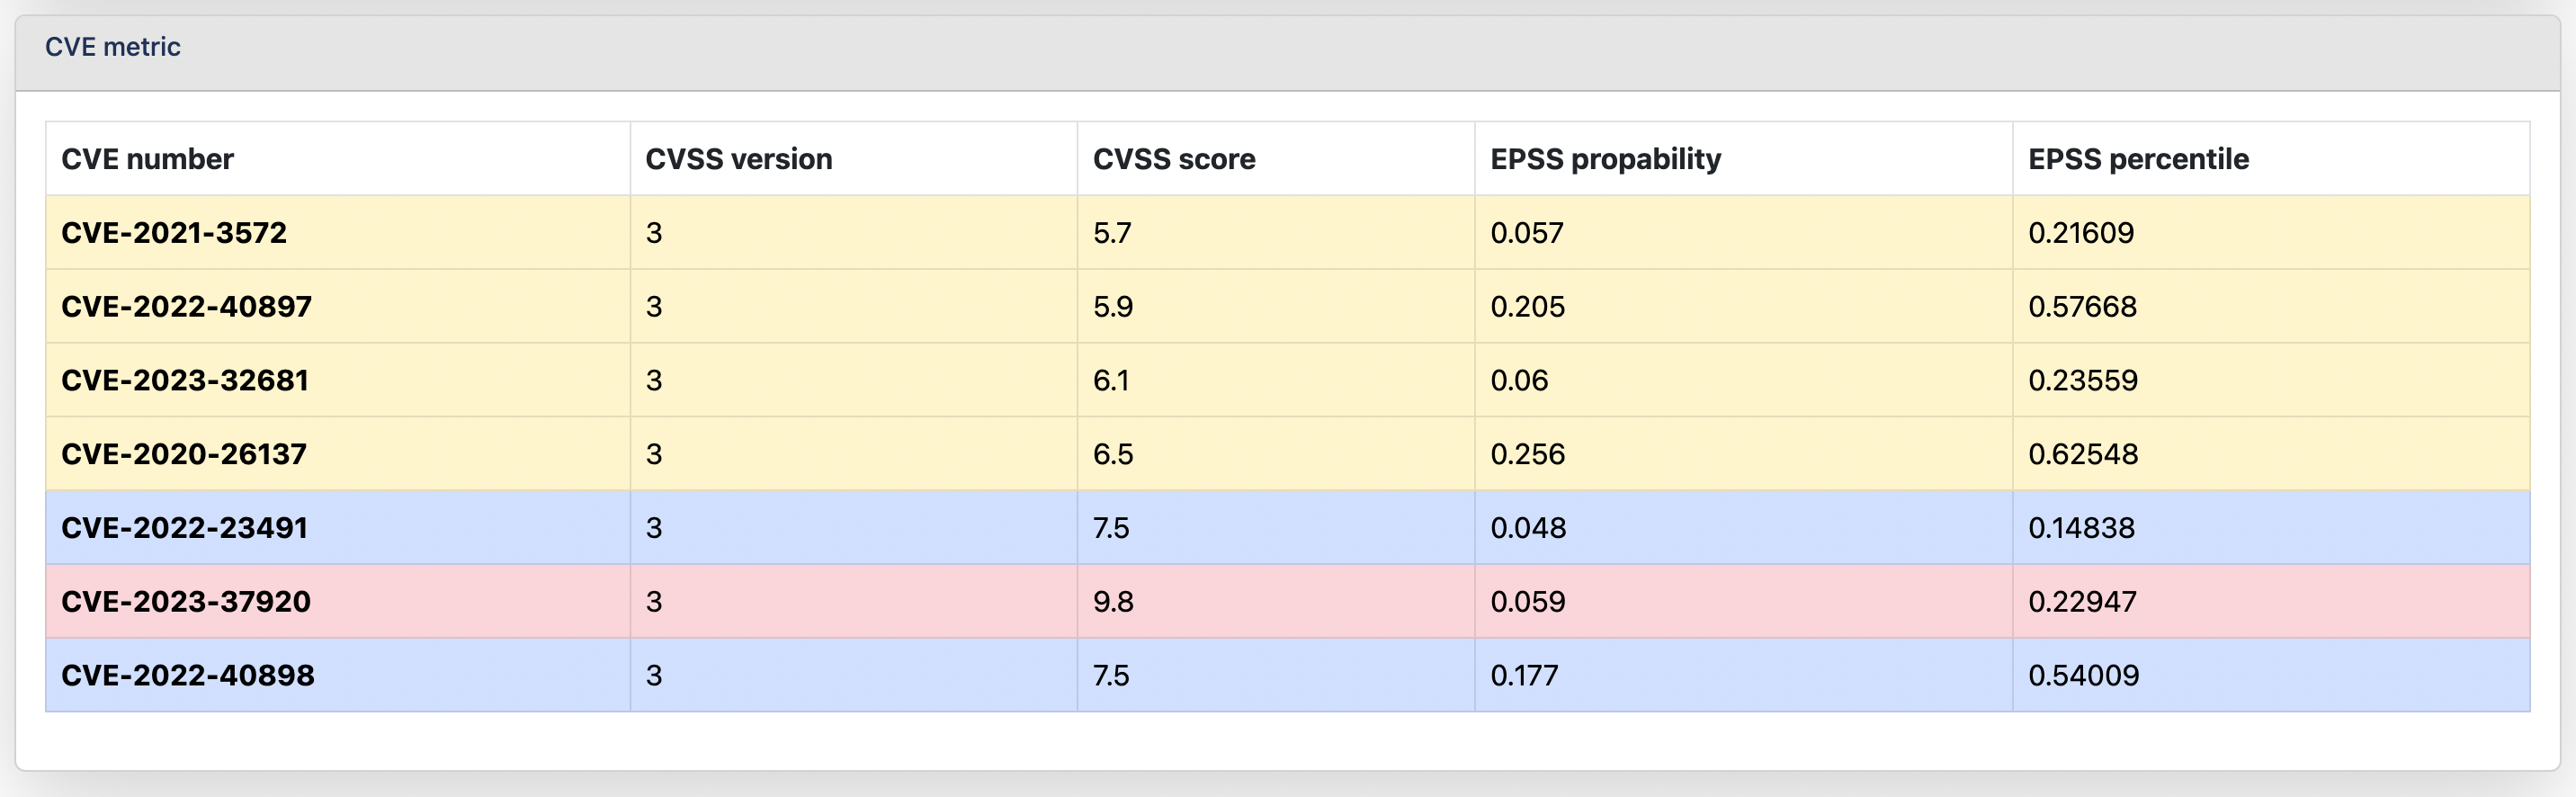 CVE metric
CVE number CVSS version CVSS score EPSS propability EPSS percentile
CVE-2021-3572 3 5.7 0.057 0.21609
CVE-2022-40897 3 5.9 0.205 0.57668
CVE-2023-32681 3 6.1 0.06 0.23559
CVE-2020-26137 3 6.5 0.256 0.62548
CVE-2022-23491 3 7.5 0.048 0.14838
CVE-2023-37920 3 9.8 0.059 0.22947
CVE-2022-40898 3 7.5 0.177 0.54009